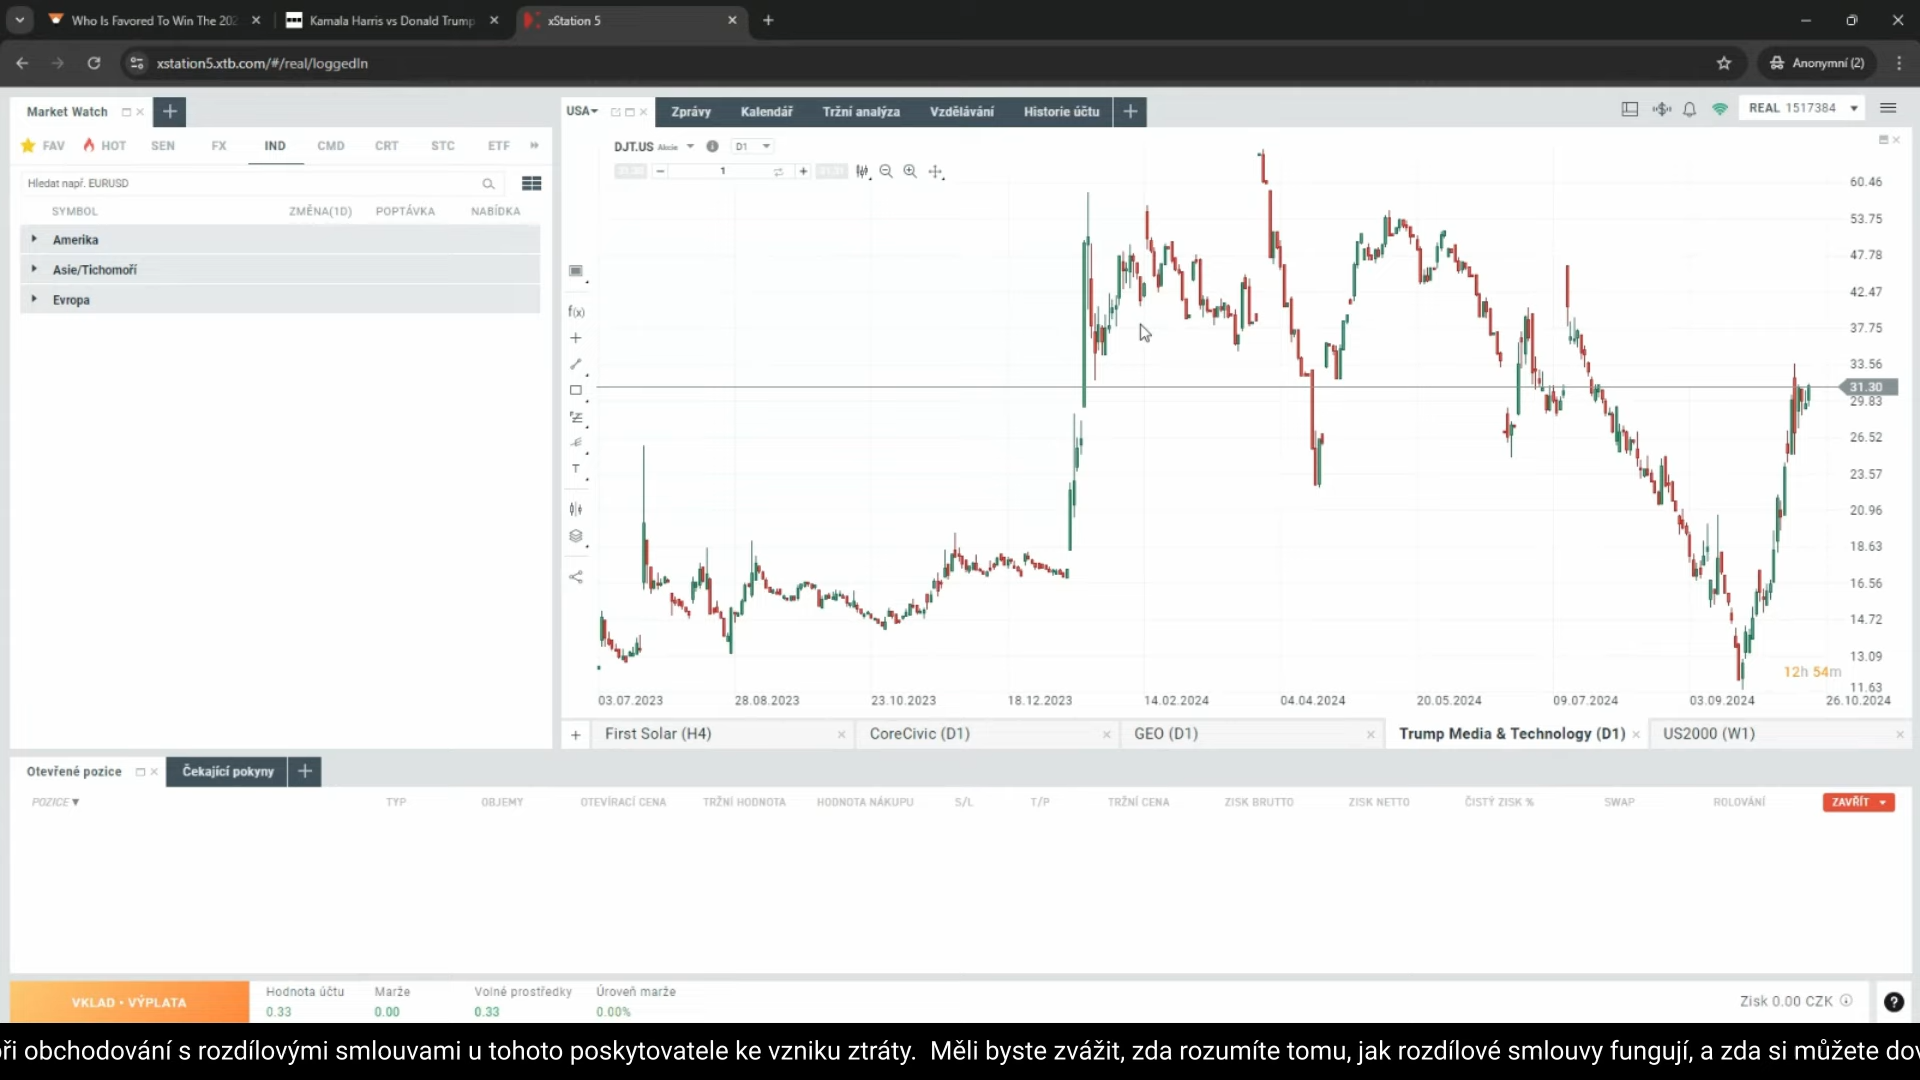 Who Is Favored To Win The 202
Kamala Harris vs Donald Trump
xStation 5
xstation5.xtb.com/#/real/loggedIn
Anonymní (2)
Market Watch
USA
Zprávy
Kalendář
Tržní analýza
Vzdělávání
Historie účtu
REAL 1517384
FAV
HOT
SEN
FX
IND
CMD
CRT
STC
ETF
DJT.US Akcie
D1
31.30
1
31.31
Hledat např. EURUSD
SYMBOL
ZMĚNA(1D)
POPTÁVKA
NABÍDKA
Amerika
Asie/Tichomoří
Evropa
f(x)
T
60.46
53.75
47.78
42.47
37.75
33.56
31.30
29.83
26.52
23.57
20.96
18.63
16.56
14.72
13.09
11.63
12h 54m
03.07.2023
28.08.2023
23.10.2023
18.12.2023
14.02.2024
04.04.2024
20.05.2024
09.07.2024
03.09.2024
26.10.2024
First Solar (H4)
CoreCivic (D1)
GEO (D1)
Trump Media & Technology (D1)
US2000 (W1)
Otevřené pozice
Čekající pokyny
POZICE
TYP
OBJEMY
OTEVÍRACÍ CENA
TRŽNÍ HODNOTA
HODNOTA NÁKUPU
S/L
T/P
TRŽNÍ CENA
ZISK BRUTTO
ZISK NETTO
ČISTÝ ZISK %
SWAP
ROLOVÁNÍ
ZAVŘÍT
VKLAD • VÝPLATA
Hodnota účtu
0.33
Marže
0.00
Volné prostředky
0.33
Úroveň marže
0.00%
Zisk 0.00 CZK
ři obchodování s rozdílovými smlouvami u tohoto poskytovatele ke vzniku ztráty. Měli byste zvážit, zda rozumíte tomu, jak rozdílové smlouvy fungují, a zda si můžete dov